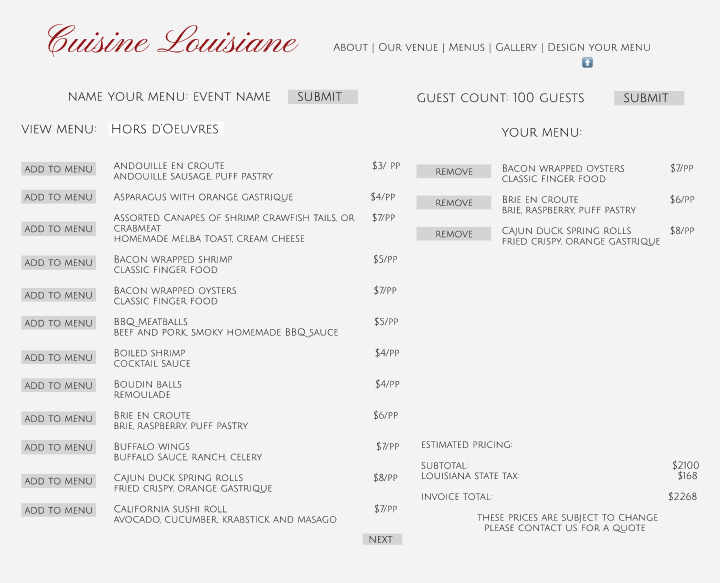 Cuisine Louisiane
About | Our venue | Menus | Gallery | Design your menu
NAME YOUR MENU: EVENT NAME
SUBMIT
GUEST COUNT: 100 GUESTS
SUBMIT
VIEW MENU: Hors d'Oeuvres
YOUR MENU:
ADD TO MENU Andouille en croute $3/ pp
andouille sausage, puff pastry
ADD TO MENU Asparagus with orange gastrique $4/pp
ADD TO MENU Assorted canapes of shrimp, crawfish tails, or $7/pp
crabmeat
homemade melba toast, cream cheese
ADD TO MENU Bacon wrapped shrimp $5/pp
classic finger food
ADD TO MENU Bacon wrapped oysters $7/pp
classic finger food
ADD TO MENU BBQ meatballs $5/pp
beef and pork, smoky homemade BBQ sauce
ADD TO MENU Boiled shrimp $4/pp
cocktail sauce
ADD TO MENU Boudin balls $4/pp
remoulade
ADD TO MENU Brie en croute $6/pp
brie, raspberry, puff pastry
ADD TO MENU Buffalo wings $7/pp
buffalo sauce, ranch, celery
ADD TO MENU Cajun duck spring rolls $8/pp
fried crispy, orange gastrique
ADD TO MENU California sushi roll $7/pp
avocado, cucumber, krabstick and masago
NEXT
REMOVE Bacon wrapped oysters $7/pp
classic finger food
REMOVE Brie en croute $6/pp
brie, raspberry, puff pastry
REMOVE Cajun duck spring rolls $8/pp
fried crispy, orange gastrique
ESTIMATED PRICING:
SUBTOTAL: $2100
LOUISIANA STATE TAX: $168
INVOICE TOTAL: $2268
THESE PRICES ARE SUBJECT TO CHANGE
PLEASE CONTACT US FOR A QUOTE